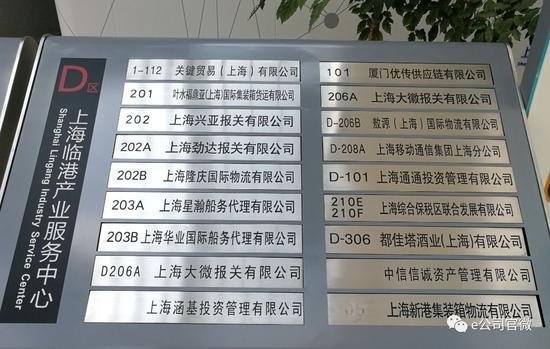 D区
上海临港产业服务中心
Shanghai Lingang Industry Service Center
1-112 关键贸易(上海)有限公司
201 叶水福鼎亚(上海)国际集装箱货运有限公司
202 上海兴亚报关有限公司
202A 上海劲达报关有限公司
202B 上海隆庆国际物流有限公司
203A 上海星瀚船务代理有限公司
203B 上海华业国际船务代理有限公司
D206A 上海大微报关有限公司
上海涵基投资管理有限公司
101 厦门优传供应链有限公司
206A 上海大徽报关有限公司
D-206B 敖源(上海)国际物流有限公司
D-208A 上海移动通信集团上海分公司
D-101 上海通通投资管理有限公司
210E
210F 上海综合保税区联合发展有限公司
D-306 都佳塔酒业(上海)有限公司
中信信诚资产管理有限公司
上海新港集装箱物流有限公司
e公司官微